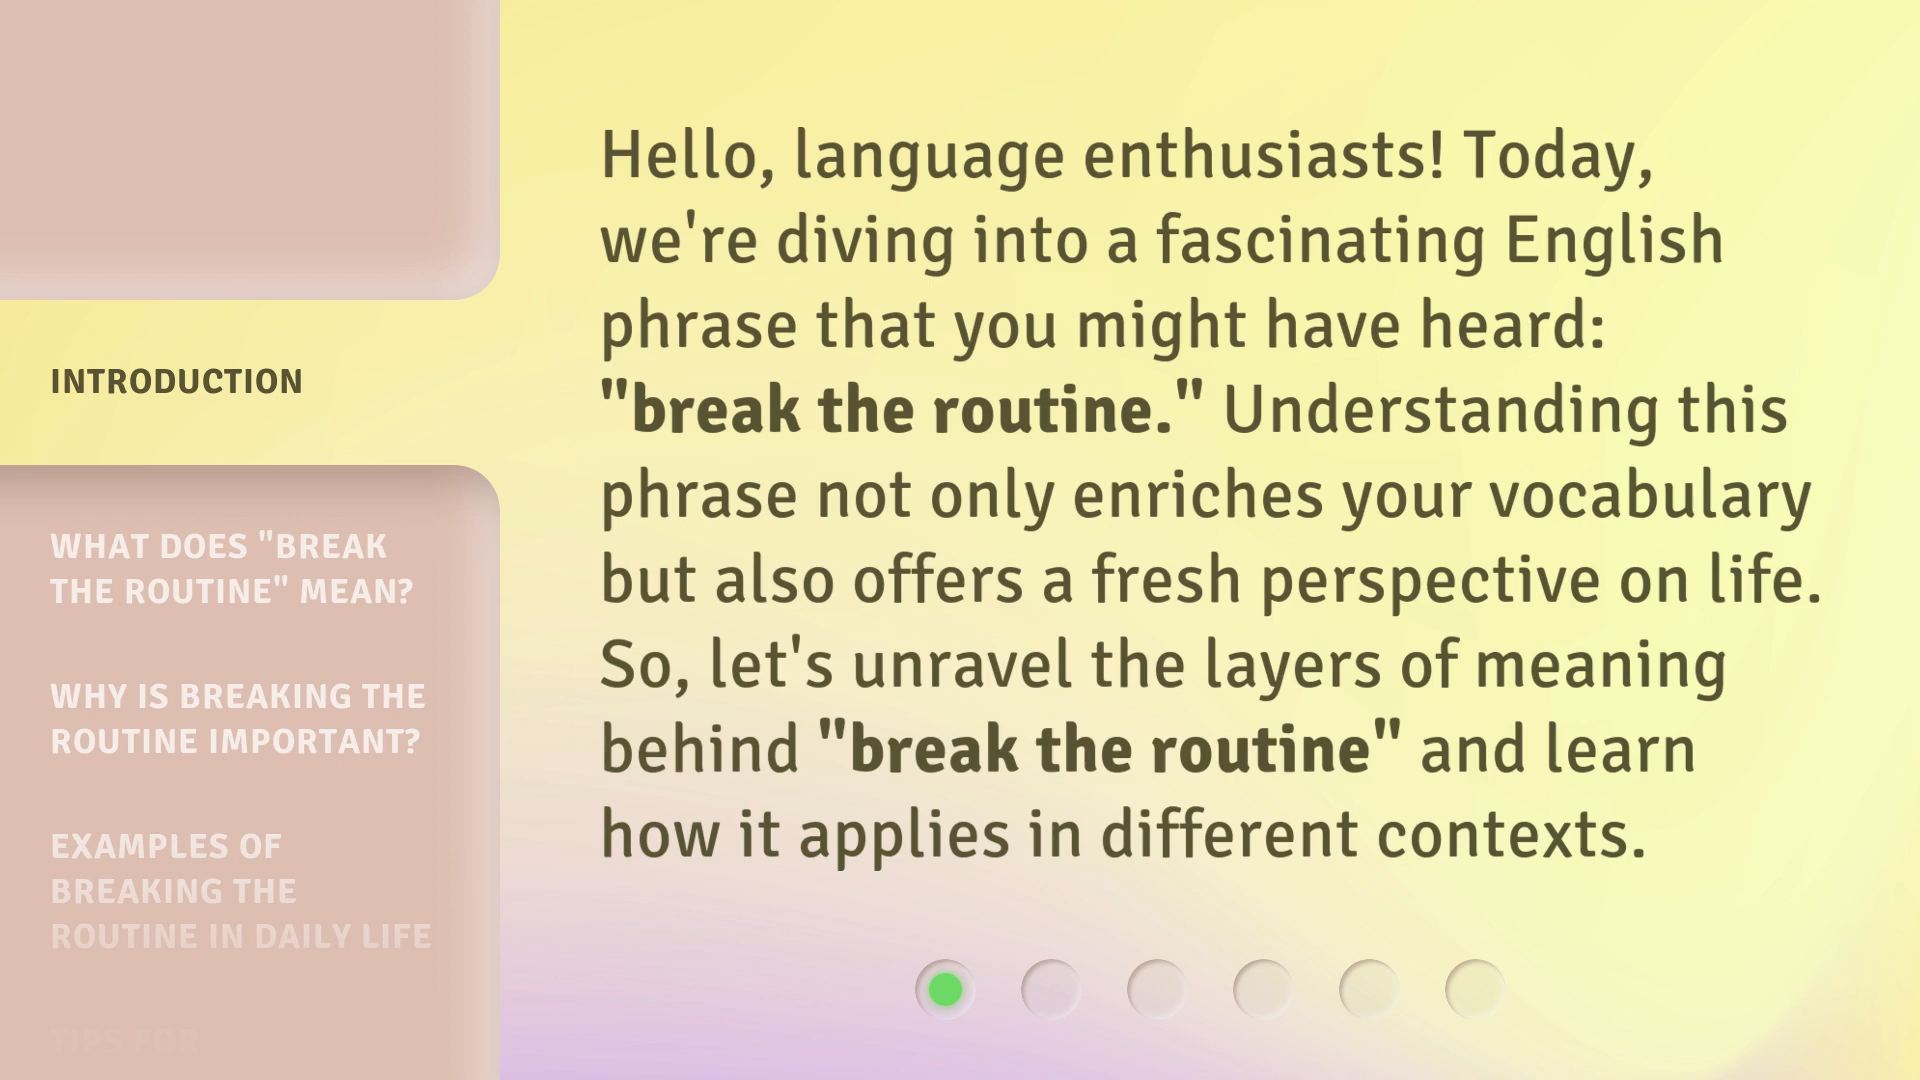 INTRODUCTION
WHAT DOES "BREAK
THE ROUTINE" MEAN?
WHY IS BREAKING THE
ROUTINE IMPORTANT?
EXAMPLES OF
BREAKING THE
ROUTINE IN DAILY LIFE
TIPS FOR
Hello, language enthusiasts! Today,
we're diving into a fascinating English
phrase that you might have heard:
"break the routine." Understanding this
phrase not only enriches your vocabulary
but also offers a fresh perspective on life.
So, let's unravel the layers of meaning
behind "break the routine" and learn
how it applies in different contexts.